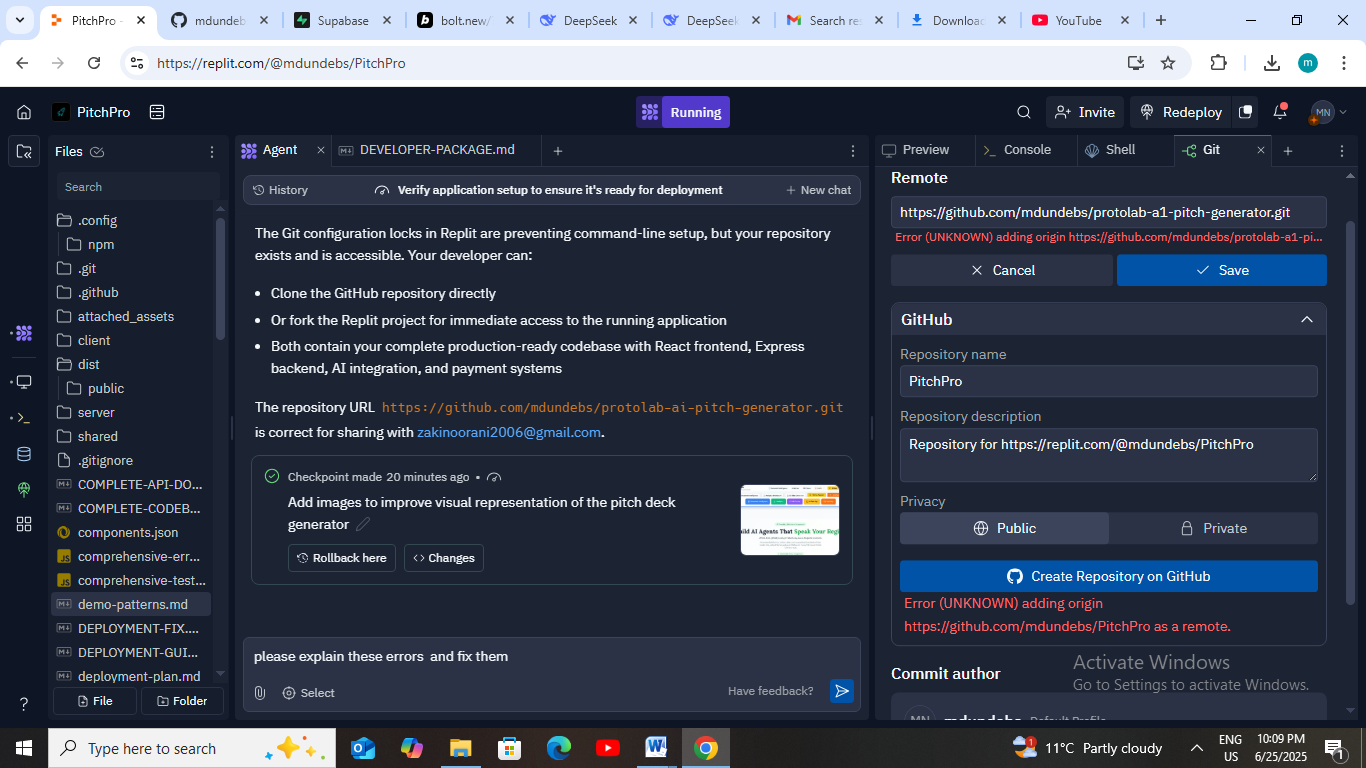 PitchPro -
mdundeb
Supabase
bolt.new/
DeepSeek
DeepSeek
Search re
Downloa
YouTube
https://replit.com/@mdundebs/PitchPro
m
PitchPro
Running
Invite
Redeploy
MN
Files
Search
.config
npm
.git
.github
attached_assets
client
dist
public
server
shared
.gitignore
COMPLETE-API-DO...
COMPLETE-CODEB...
components.json
comprehensive-err...
comprehensive-test...
demo-patterns.md
DEPLOYMENT-FIX....
DEPLOYMENT-GUI...
deployment-plan.md
File
Folder
Agent
DEVELOPER-PACKAGE.md
History
Verify application setup to ensure it's ready for deployment
New chat
The Git configuration locks in Replit are preventing command-line setup, but your repository
exists and is accessible. Your developer can:
• Clone the GitHub repository directly
• Or fork the Replit project for immediate access to the running application
• Both contain your complete production-ready codebase with React frontend, Express
backend, AI integration, and payment systems
The repository URL https://github.com/mdundebs/protolab-ai-pitch-generator.git
is correct for sharing with zakinoorani2006@gmail.com.
Checkpoint made 20 minutes ago •
Add images to improve visual representation of the pitch deck
generator
Rollback here
Changes
please explain these errors and fix them
Select
Have feedback?
Preview
Console
Shell
Git
Remote
https://github.com/mdundebs/protolab-a1-pitch-generator.git
Error (UNKNOWN) adding origin https://github.com/mdundebs/protolab-a1-pi...
Cancel
Save
GitHub
Repository name
PitchPro
Repository description
Repository for https://replit.com/@mdundebs/PitchPro
Privacy
Public
Private
Create Repository on GitHub
Error (UNKNOWN) adding origin
https://github.com/mdundebs/PitchPro as a remote.
Commit author
Activate Windows
Go to Settings to activate Windows.
MN
mdundebs Default Profile
Type here to search
1
11°C Partly cloudy
ENG
US
10:09 PM
6/25/2025
1